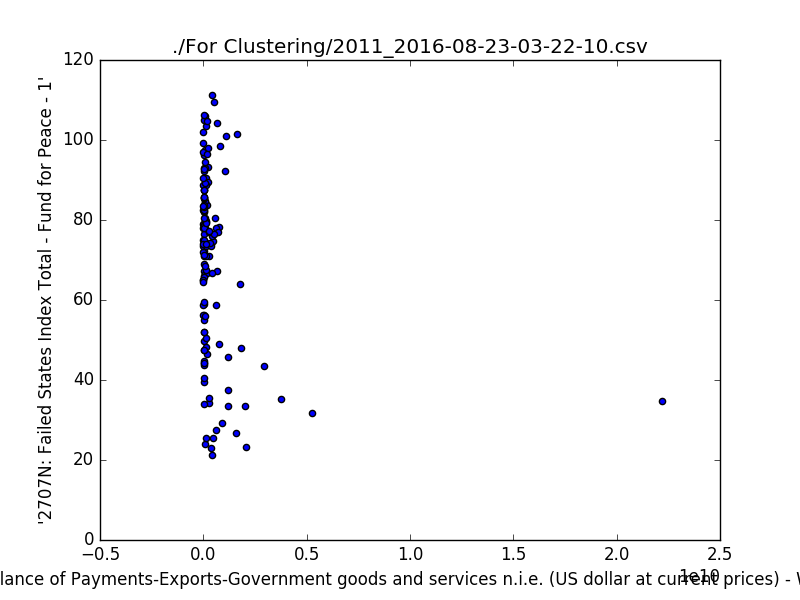 ./For Clustering/2011_2016-08-23-03-22-10.csv
'2707N: Failed States Index Total - Fund for Peace - 1'
120
100
80
60
40
20
0
−0.5 0.0 0.5 1.0 1.5 2.0 2.5
1e10
lance of Payments-Exports-Government goods and services n.i.e. (US dollar at current prices) - W